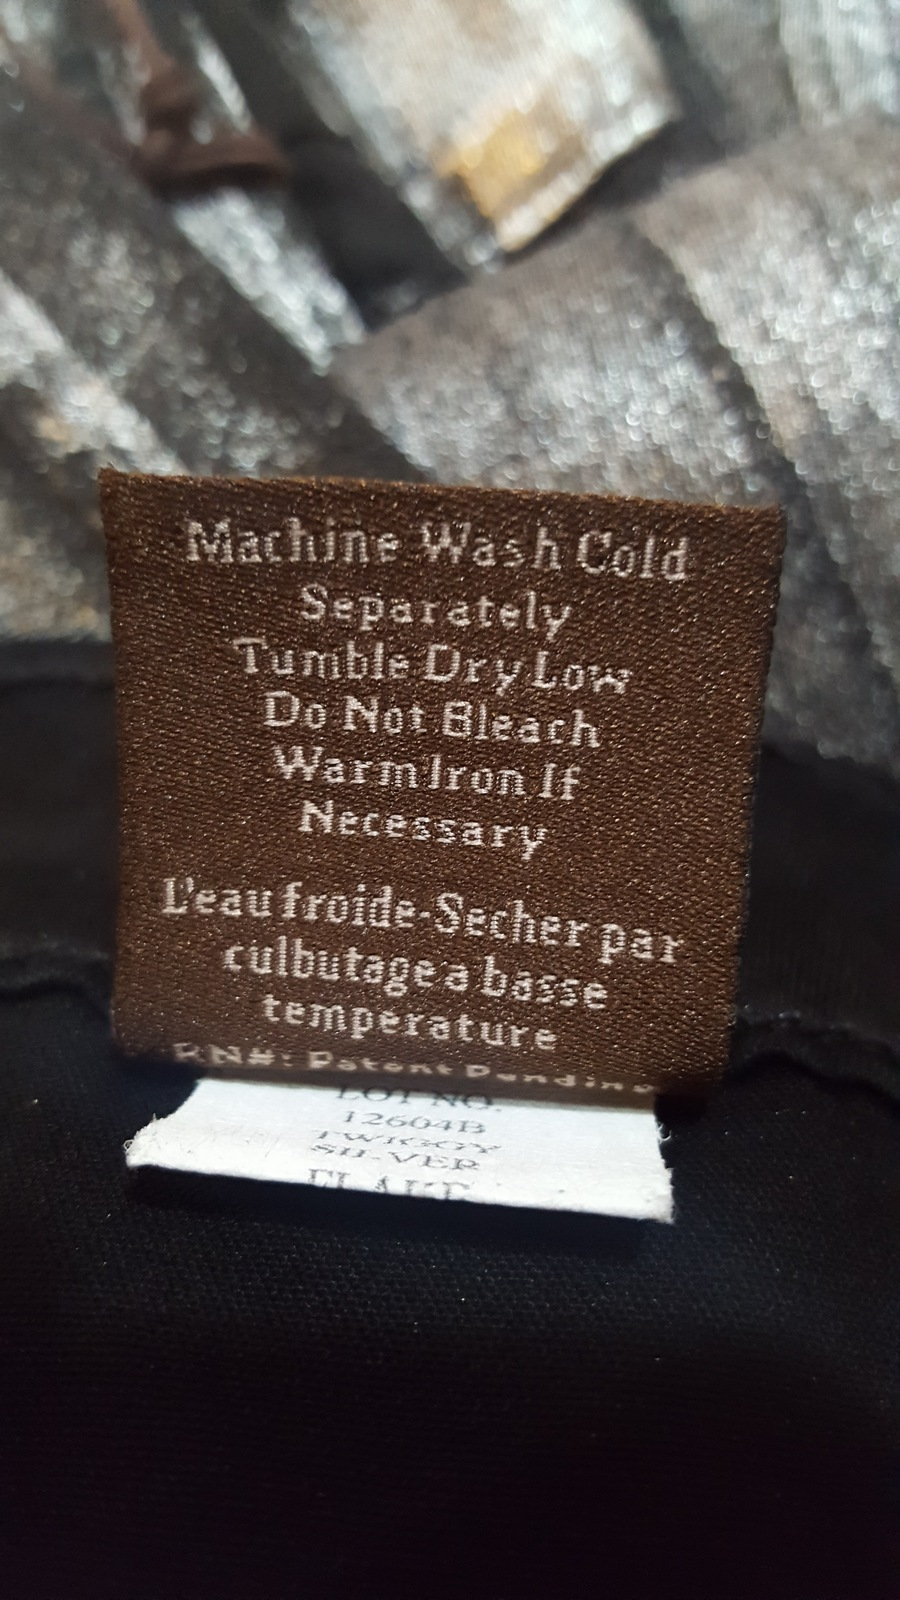 Machine Wash Cold
Separately
Tumble Dry Low
Do Not Bleach
Warm Iron If
Necessary
L'eau froide-Secher par
culbutage a basse
temperature
RN#: Patent Pending
LOT NO.
12604B
TWIGGY
SILVER
FLAKE